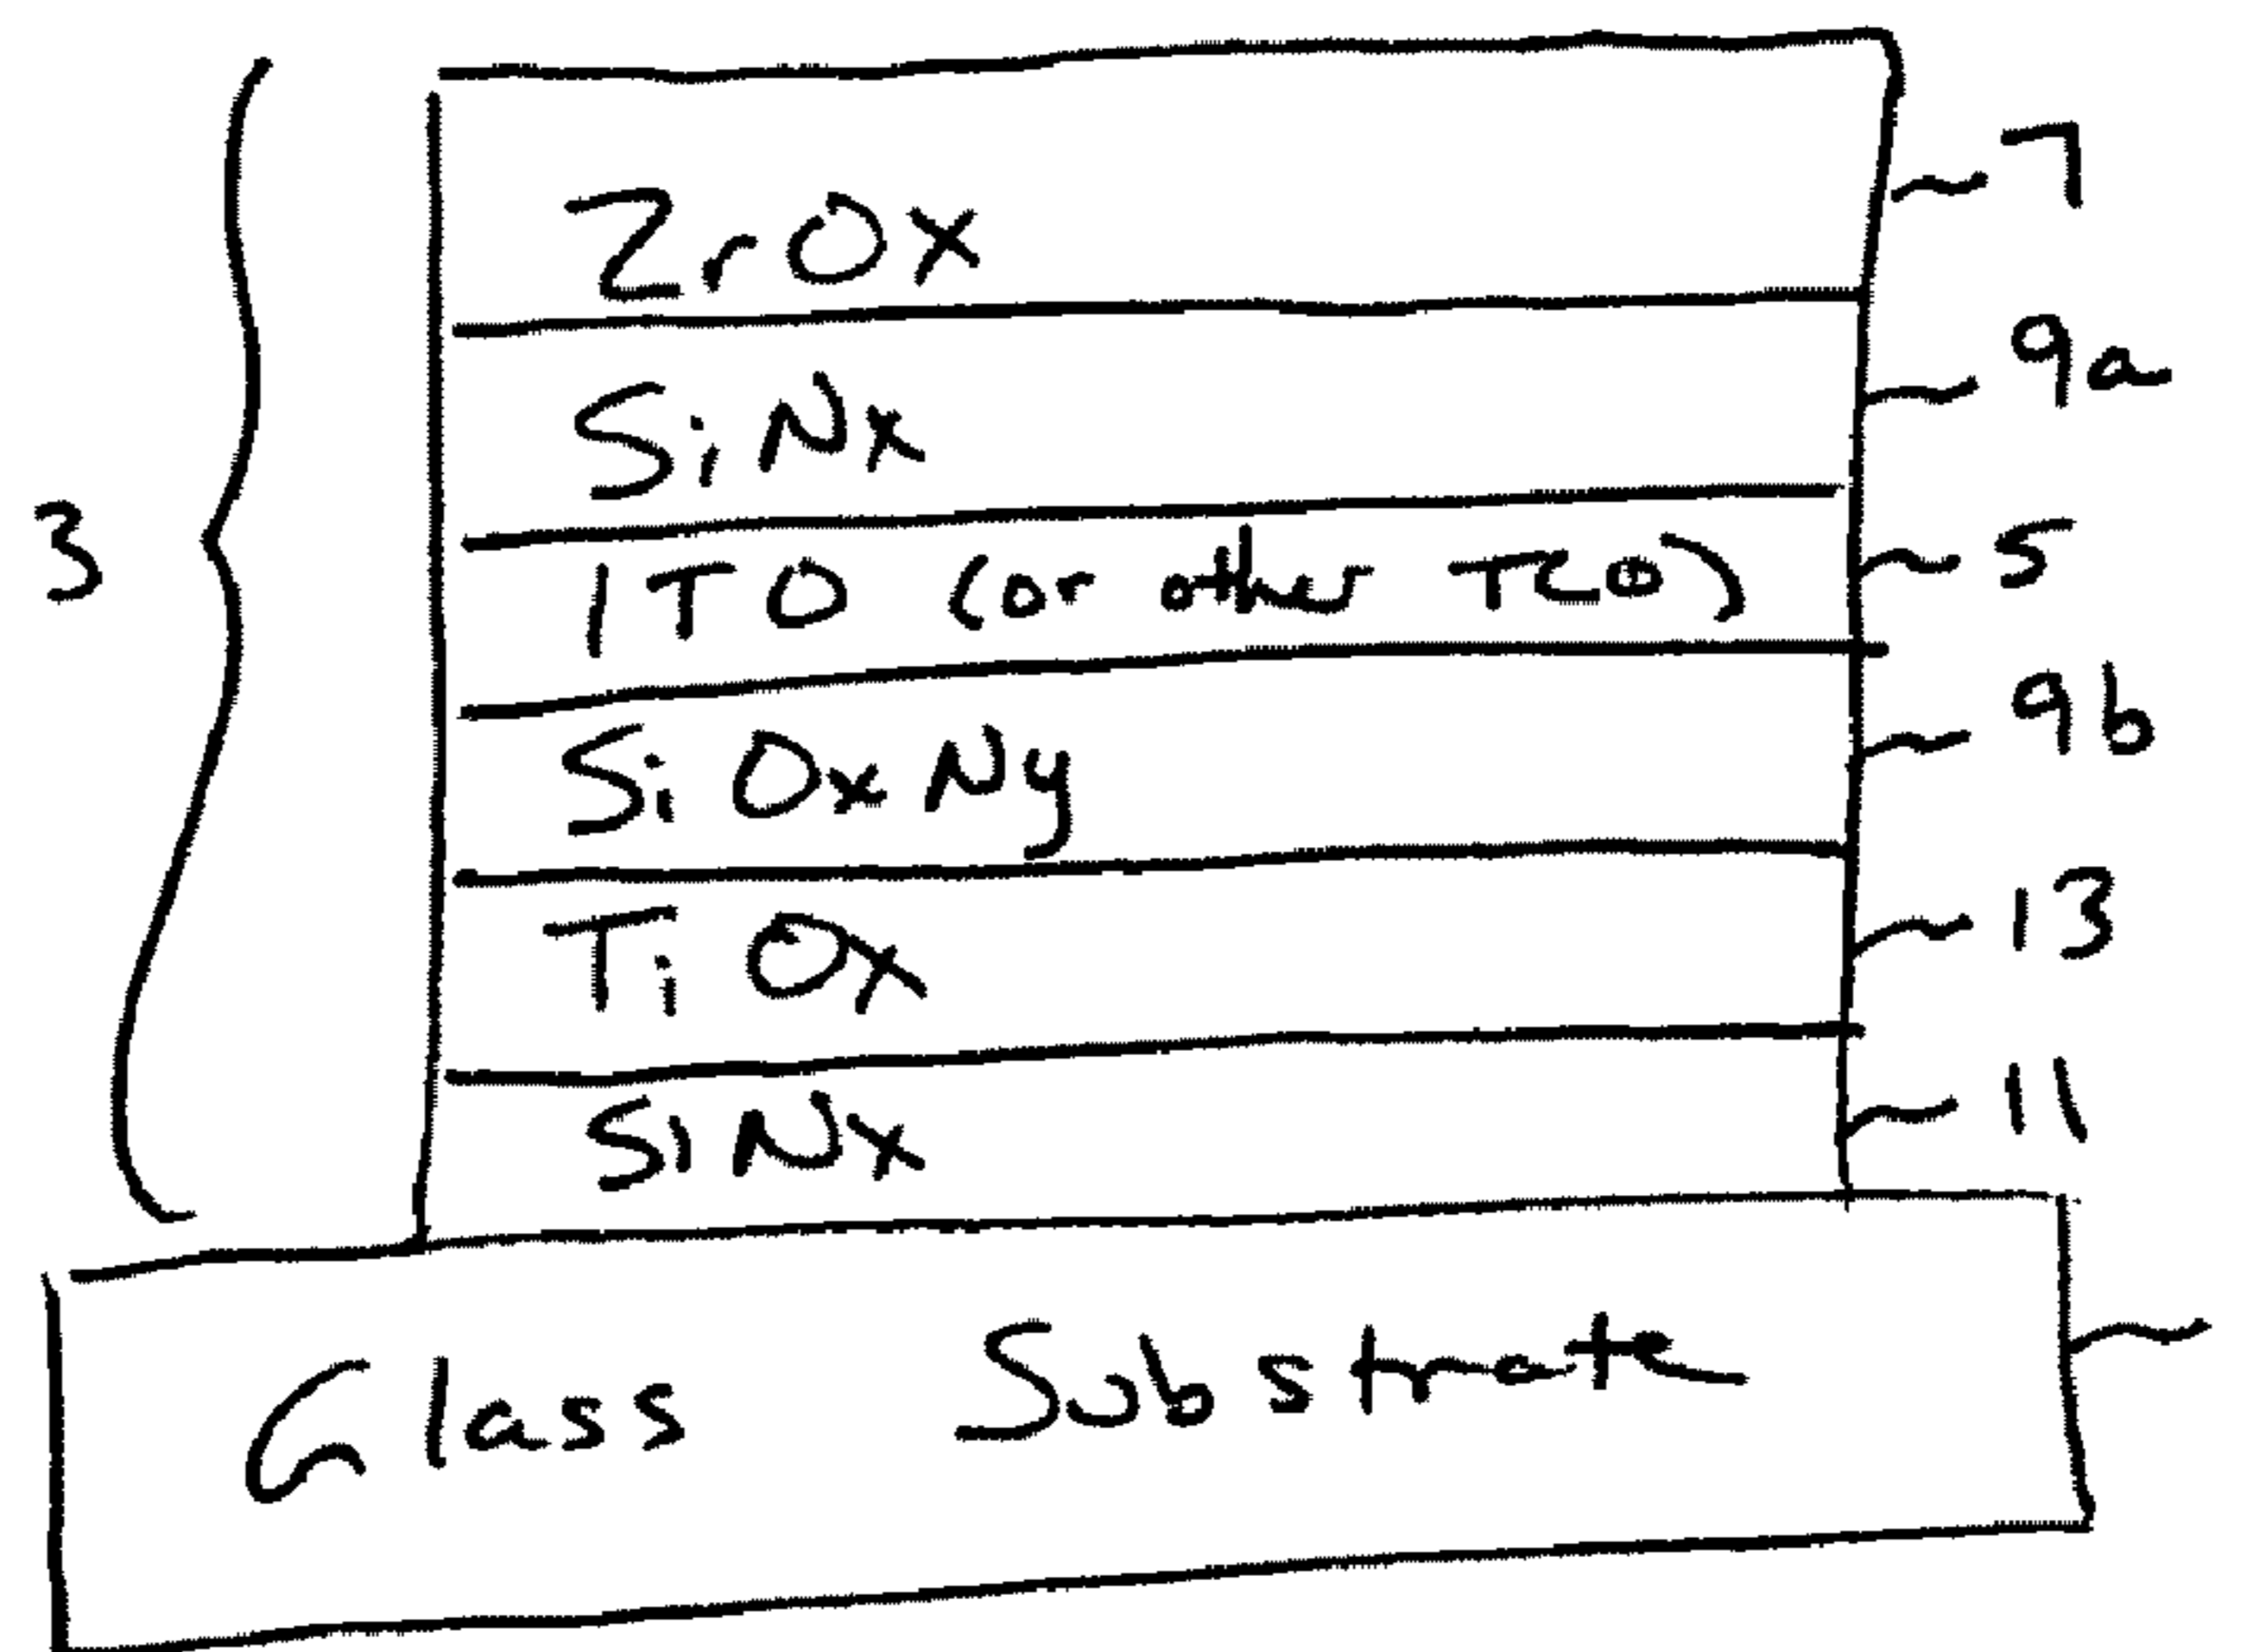 ZrOx 7
SiNx 9a
3
ITO (or other TCO) 5
SiOxNy 9b
TiOx 13
SiNx 11
Glass Substrate